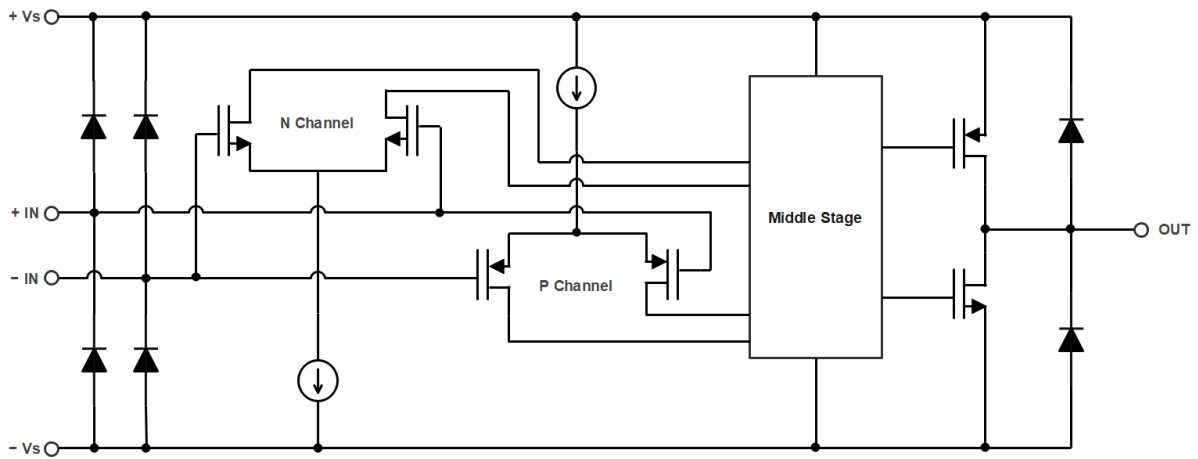 + Vs
N Channel
+ IN
Middle Stage
OUT
− IN
P Channel
− Vs